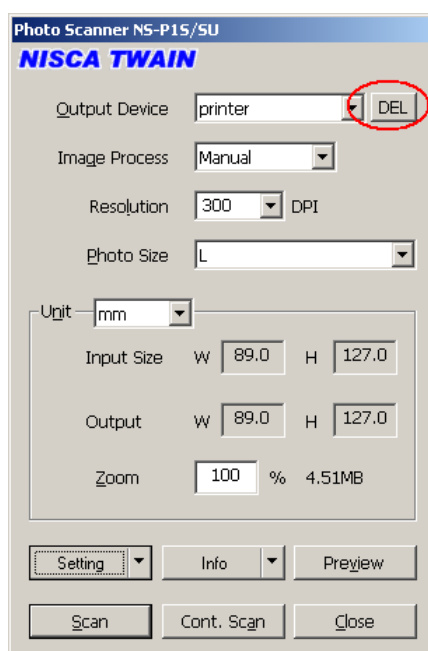 Photo Scanner NS-P1S/SU
NISCA TWAIN
Output Device printer DEL
Image Process Manual
Resolution 300 DPI
Photo Size L
Unit mm
Input Size W 89.0 H 127.0
Output W 89.0 H 127.0
Zoom 100 % 4.51MB
Setting Info Preview
Scan Cont. Scan Close